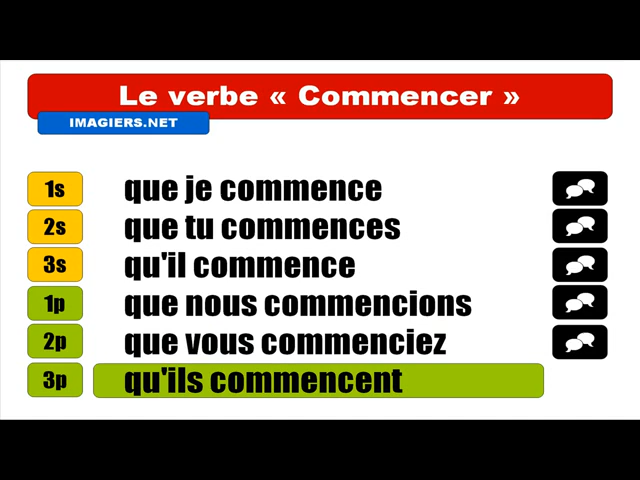 Le verbe « Commencer »
IMAGIERS.NET
1s que je commence
2s que tu commences
3s qu'il commence
1p que nous commencions
2p que vous commenciez
3p qu'ils commencent